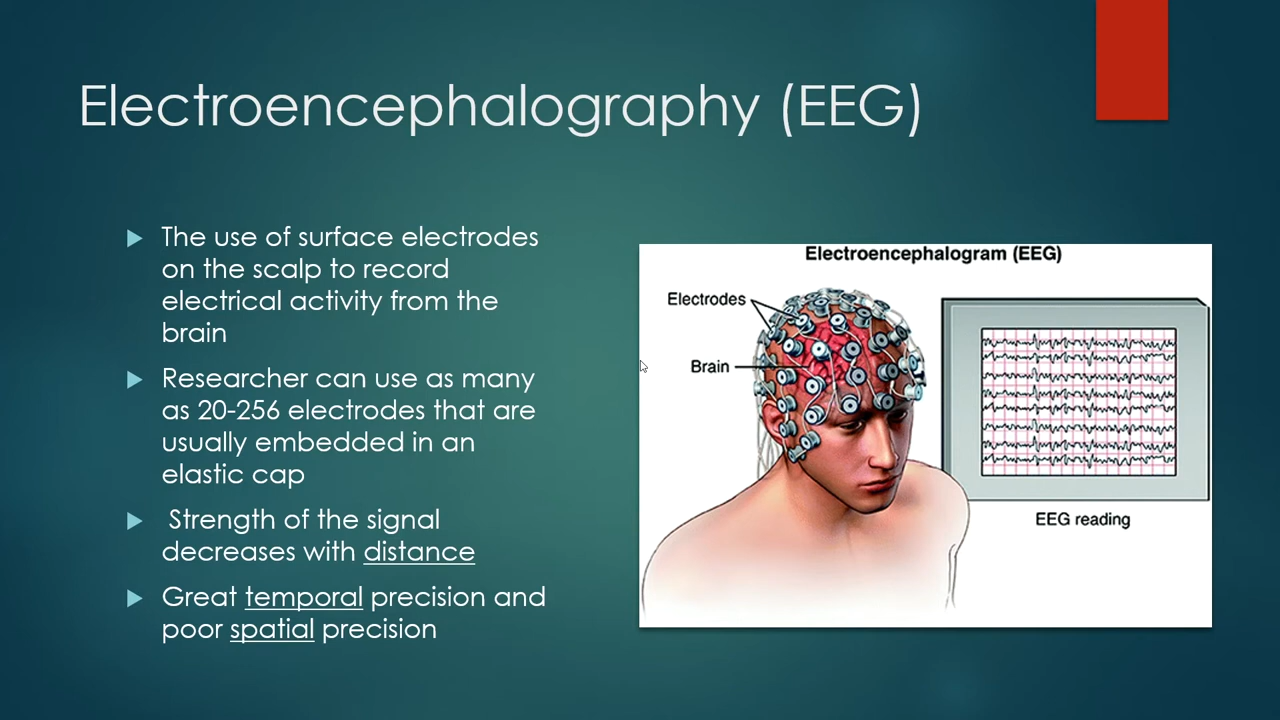 Electroencephalography (EEG)
The use of surface electrodes
on the scalp to record
electrical activity from the
brain
Researcher can use as many
as 20-256 electrodes that are
usually embedded in an
elastic cap
Strength of the signal
decreases with distance
Great temporal precision and
poor spatial precision
Electroencephalogram (EEG)
Electrodes
Brain
EEG reading